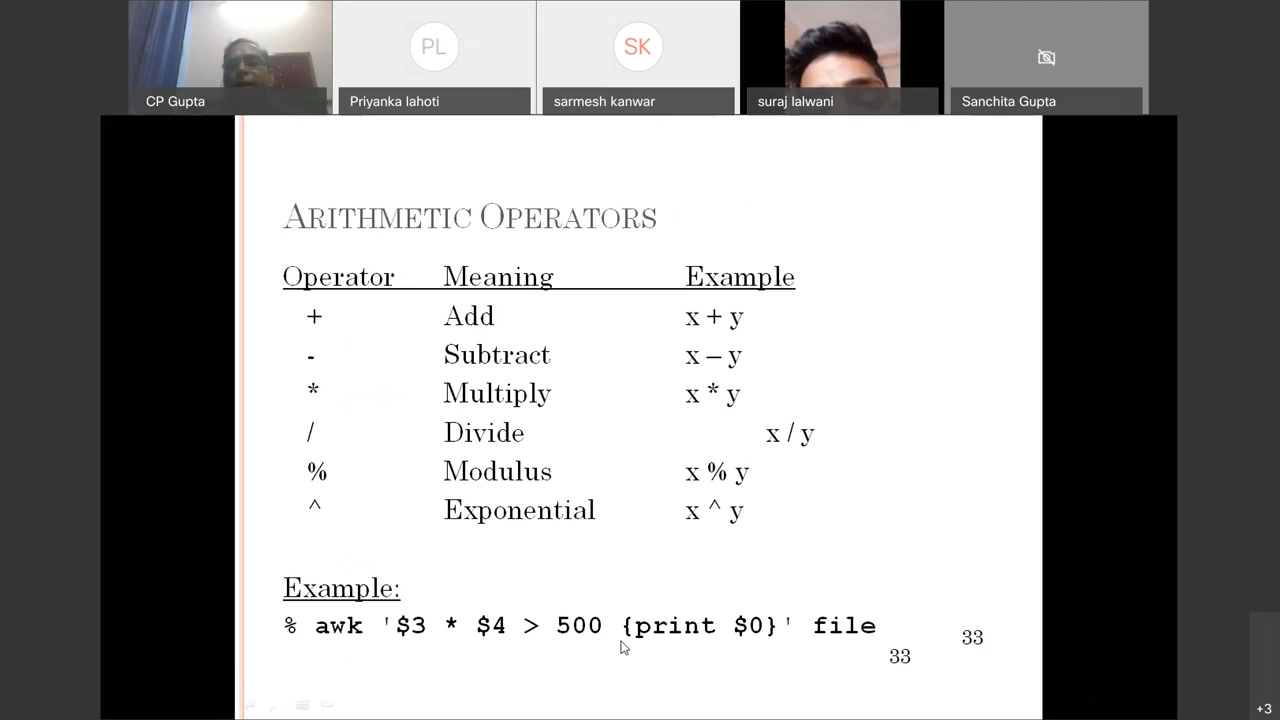 PL
SK
CP Gupta
Priyanka lahoti
sarmesh kanwar
suraj lalwani
Sanchita Gupta
ARITHMETIC OPERATORS
Operator Meaning Example
+ Add x + y
- Subtract x – y
* Multiply x * y
/ Divide x / y
% Modulus x % y
^ Exponential x ^ y
Example:
% awk '$3 * $4 > 500 {print $0}' file
33
33
+3